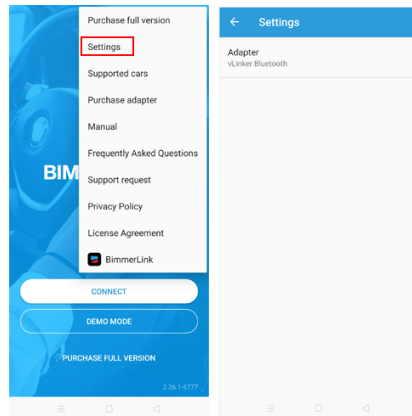 Purchase full version
Settings
Supported cars
Purchase adapter
Manual
Frequently Asked Questions
BIM
Support request
Privacy Policy
License Agreement
BimmerLink
CONNECT
DEMO MODE
PURCHASE FULL VERSION
2.26.1-6777
Settings
Adapter
vLinker Bluetooth